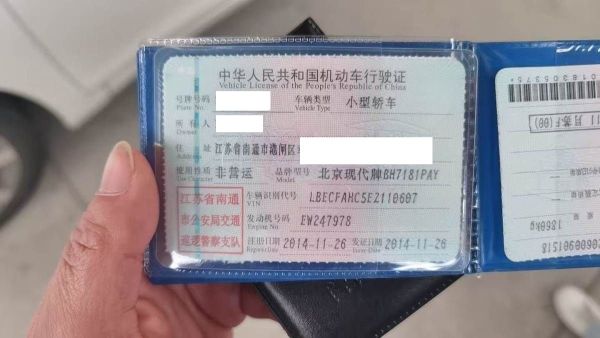 中华人民共和国机动车行驶证
Vehicle License of the People's Republic of China
号牌号码 车辆类型 小型轿车
Plate No. Vehicle Type
所有人
Owner
住址 江苏省南通市港闸区
Address
使用性质 非营运 品牌型号 北京现代牌BH7181PAY
Use Character Model
江苏省南通
市公安局交通
巡逻警察支队
车辆识别代号 LBECFAHC5EZ110607
VIN
发动机号码 EW247978
Engine No.
注册日期 2014-11-26 发证日期 2014-11-26
Register Date Issue Date
1860kg